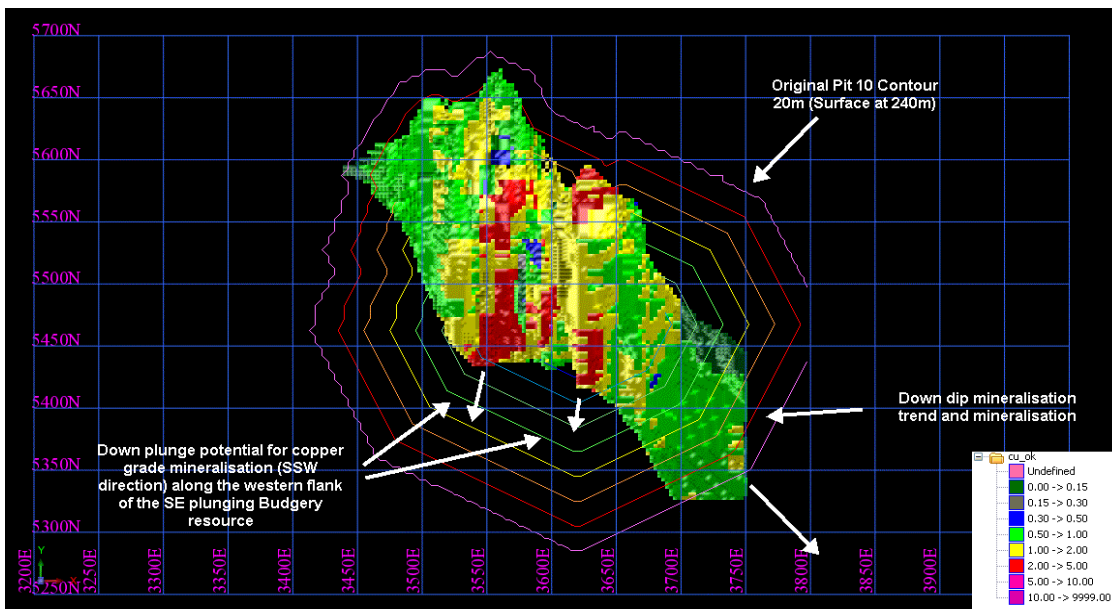 5700N
5650N
5600N
5550N
5500N
5450N
5400N
5350N
5300N
5250N
Original Pit 10 Contour
20m (Surface at 240m)
Down dip mineralisation
trend and mineralisation
Down plunge potential for copper
grade mineralisation (SSW
direction) along the western flank
of the SE plunging Budgery
resource
3200E
3250E
3300E
3350E
3400E
3450E
3500E
3550E
3600E
3650E
3700E
3750E
3800E
3850E
3900E
Y
X
cu_ok
Undefined
0.00 -> 0.15
0.15 -> 0.30
0.30 -> 0.50
0.50 -> 1.00
1.00 -> 2.00
2.00 -> 5.00
5.00 -> 10.00
10.00 -> 9999.00